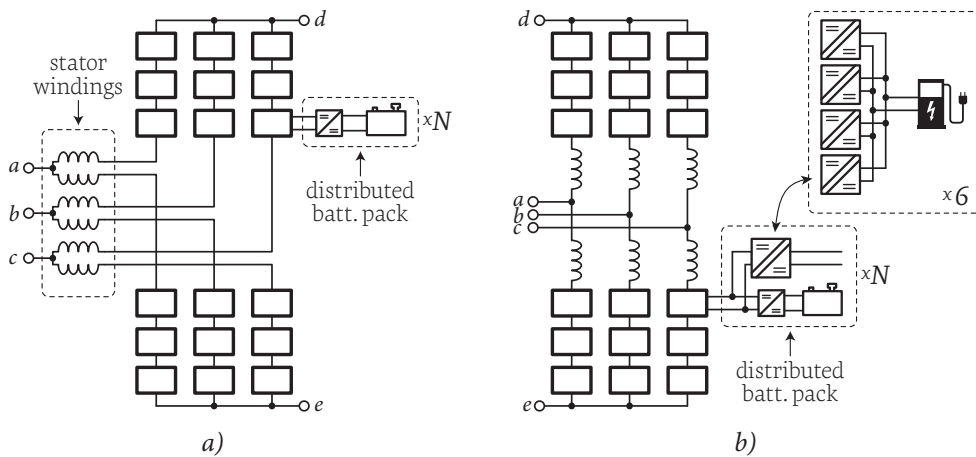 d
stator
windings
xN
a
distributed
batt. pack
b
c
e
a)
d
x6
a
b
c
xN
distributed
batt. pack
e
b)